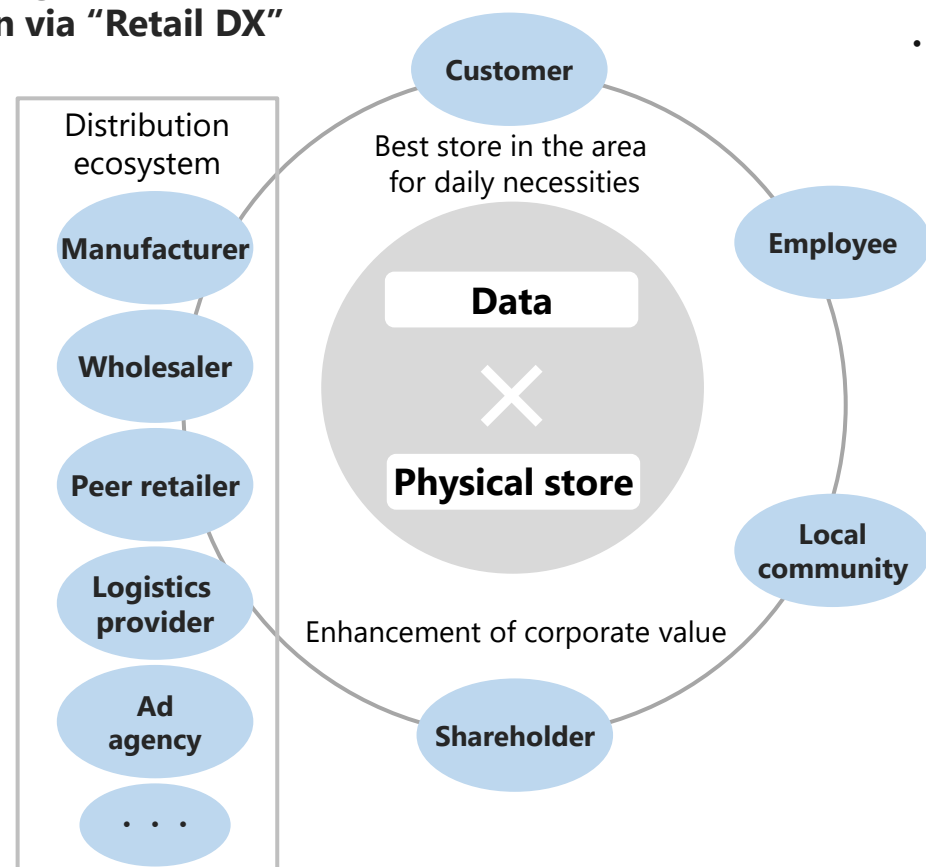 n via “Retail DX”
Customer
Distribution
ecosystem
Best store in the area
for daily necessities
Manufacturer
Employee
Data
×
Wholesaler
Physical store
Peer retailer
Local
community
Logistics
provider
Enhancement of corporate value
Ad
agency
Shareholder
・・・